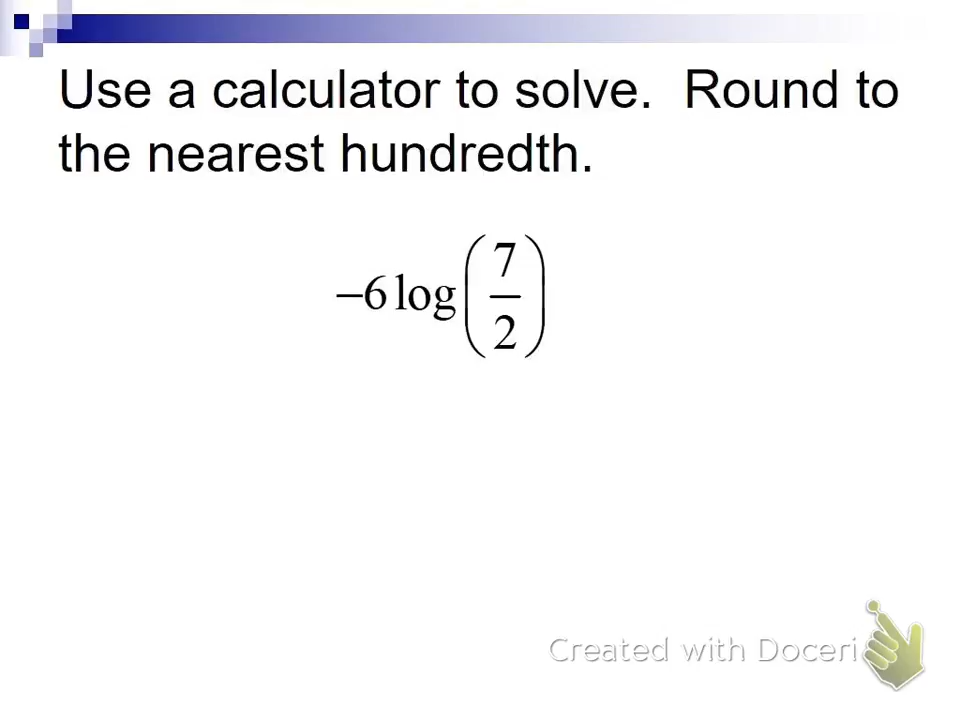 Use a calculator to solve. Round to
the nearest hundredth.
−6 log(7/2)
Created with Doceri